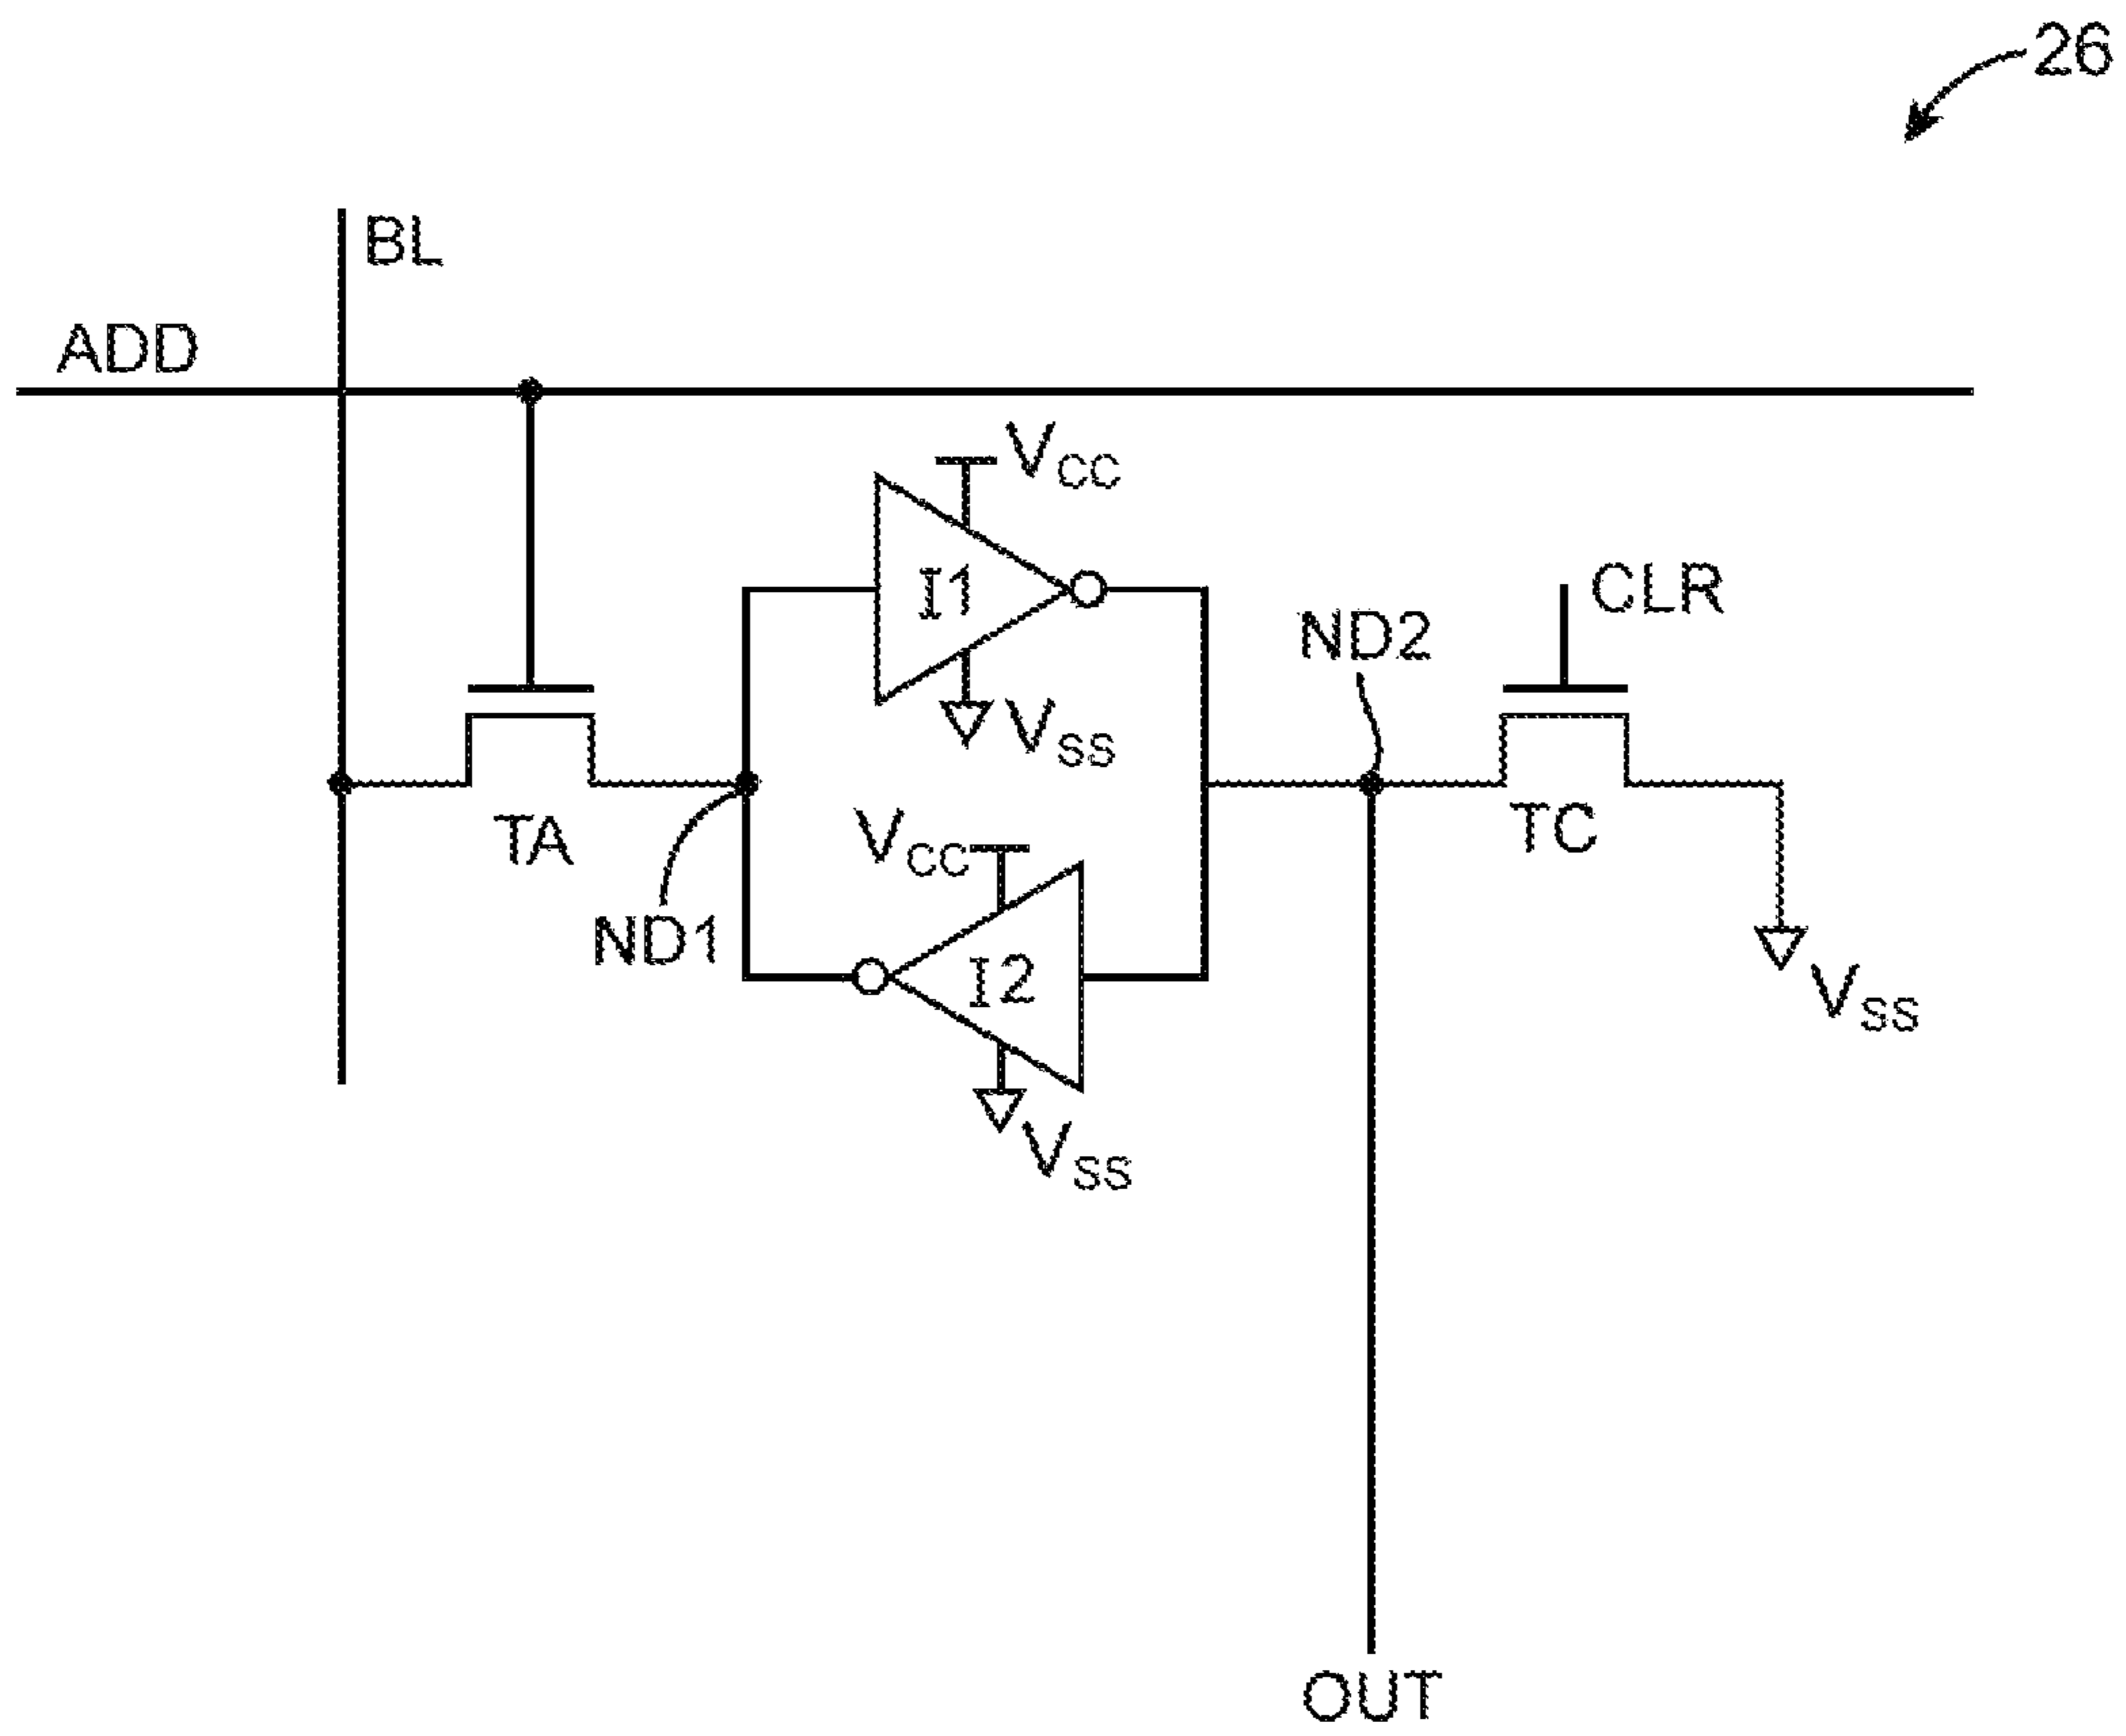 26
BL
ADD
VCC
I1
CLR
ND2
VSS
TA
VCC
TC
ND1
I2
VSS
VSS
OUT